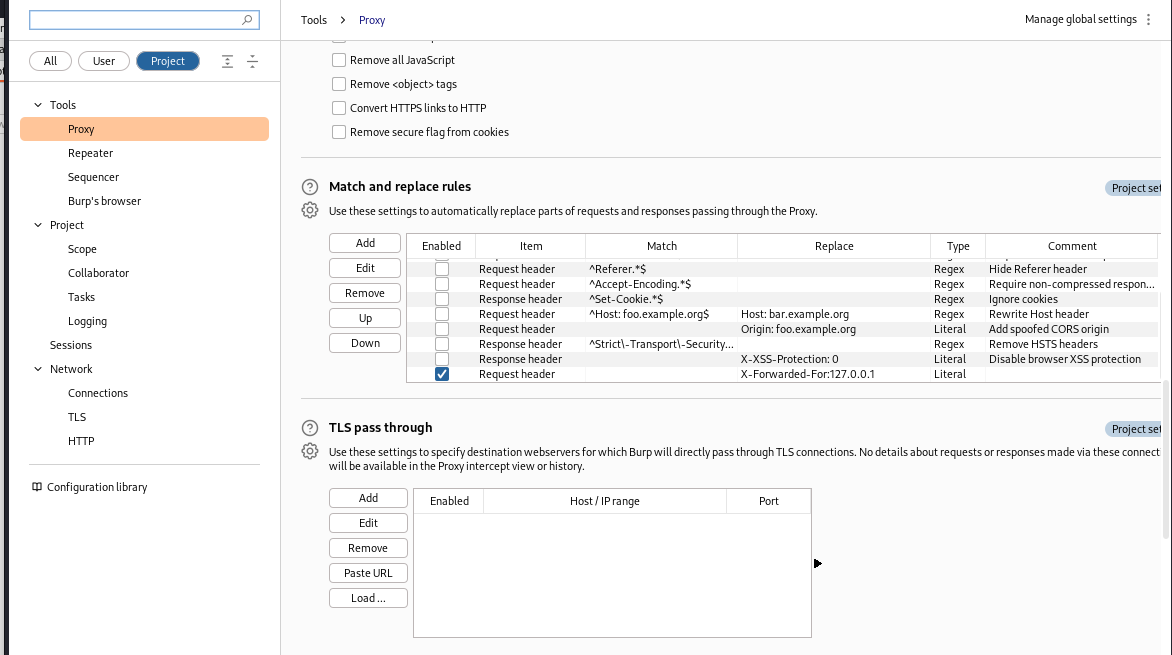 Tools > Proxy
Manage global settings
All
User
Project
Tools
Proxy
Repeater
Sequencer
Burp's browser
Project
Scope
Collaborator
Tasks
Logging
Sessions
Network
Connections
TLS
HTTP
Configuration library
Remove all JavaScript
Remove <object> tags
Convert HTTPS links to HTTP
Remove secure flag from cookies
Match and replace rules
Project set
Use these settings to automatically replace parts of requests and responses passing through the Proxy.
Add
Edit
Remove
Up
Down
Enabled Item Match Replace Type Comment
Request header ^Referer.*$ Regex Hide Referer header
Request header ^Accept-Encoding.*$ Regex Require non-compressed respon...
Response header ^Set-Cookie.*$ Regex Ignore cookies
Request header ^Host: foo.example.org$ Host: bar.example.org Regex Rewrite Host header
Request header Origin: foo.example.org Literal Add spoofed CORS origin
Response header ^Strict\-Transport\-Security... Regex Remove HSTS headers
Response header X-XSS-Protection: 0 Literal Disable browser XSS protection
Request header X-Forwarded-For:127.0.0.1 Literal
TLS pass through
Project set
Use these settings to specify destination webservers for which Burp will directly pass through TLS connections. No details about requests or responses made via these connect
will be available in the Proxy intercept view or history.
Add
Edit
Remove
Paste URL
Load ...
Enabled Host / IP range Port